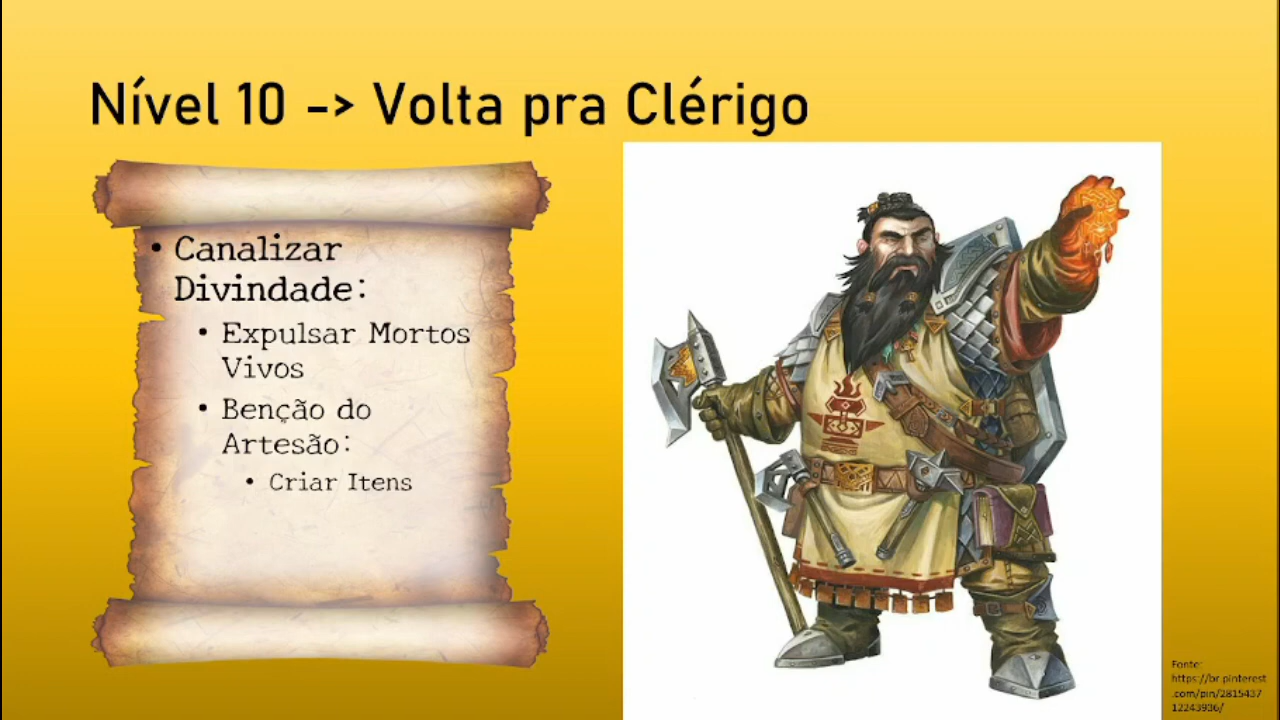 Nível 10 -> Volta pra Clérigo
• Canalizar
Divindade:
• Expulsar Mortos
Vivos
• Benção do
Artesão:
• Criar Itens
Fonte:
https://br.pinterest
.com/pin/2815437
12243936/